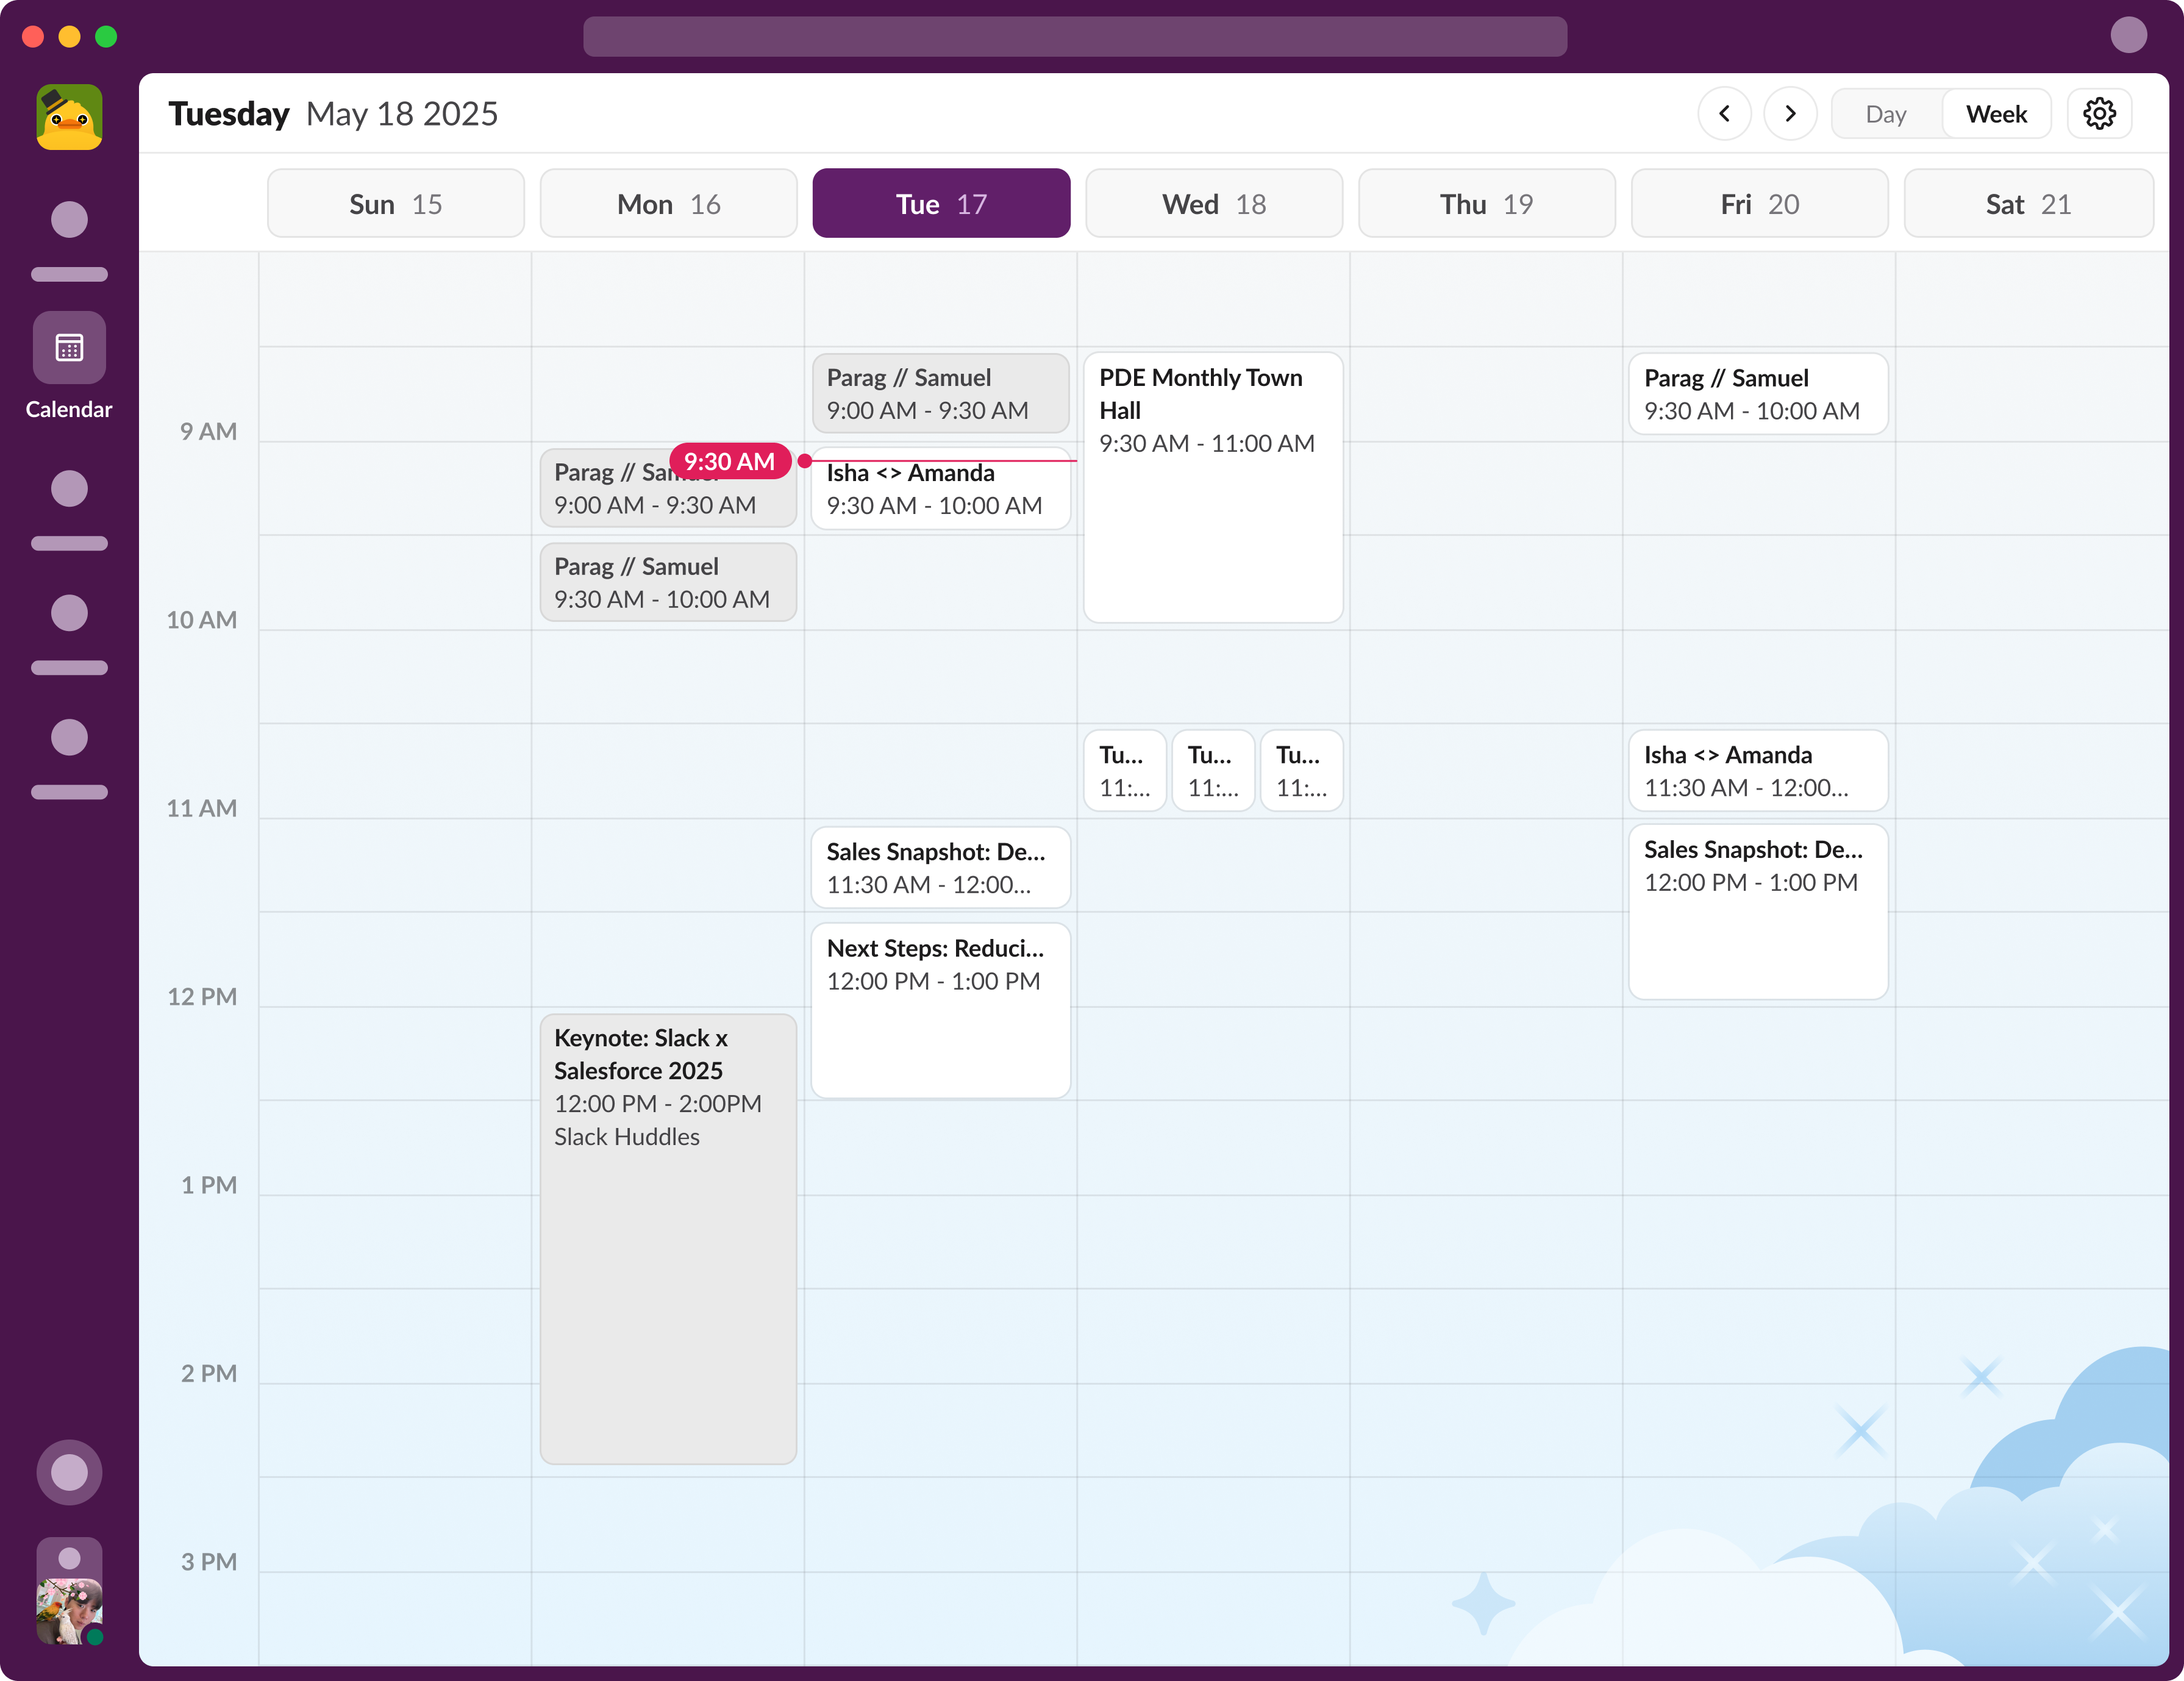 Tuesday May 18 2025
Day Week
Sun 15 Mon 16 Tue 17 Wed 18 Thu 19 Fri 20 Sat 21
Calendar
9 AM
10 AM
11 AM
12 PM
1 PM
2 PM
3 PM
9:30 AM
Parag // Samuel
9:00 AM - 9:30 AM
Parag // Samuel
9:30 AM - 10:00 AM
Keynote: Slack x
Salesforce 2025
12:00 PM - 2:00PM
Slack Huddles
Parag // Samuel
9:00 AM - 9:30 AM
Isha <> Amanda
9:30 AM - 10:00 AM
Sales Snapshot: De...
11:30 AM - 12:00...
Next Steps: Reduci...
12:00 PM - 1:00 PM
PDE Monthly Town
Hall
9:30 AM - 11:00 AM
Tu...
11:...
Tu...
11:...
Tu...
11:...
Parag // Samuel
9:30 AM - 10:00 AM
Isha <> Amanda
11:30 AM - 12:00...
Sales Snapshot: De...
12:00 PM - 1:00 PM